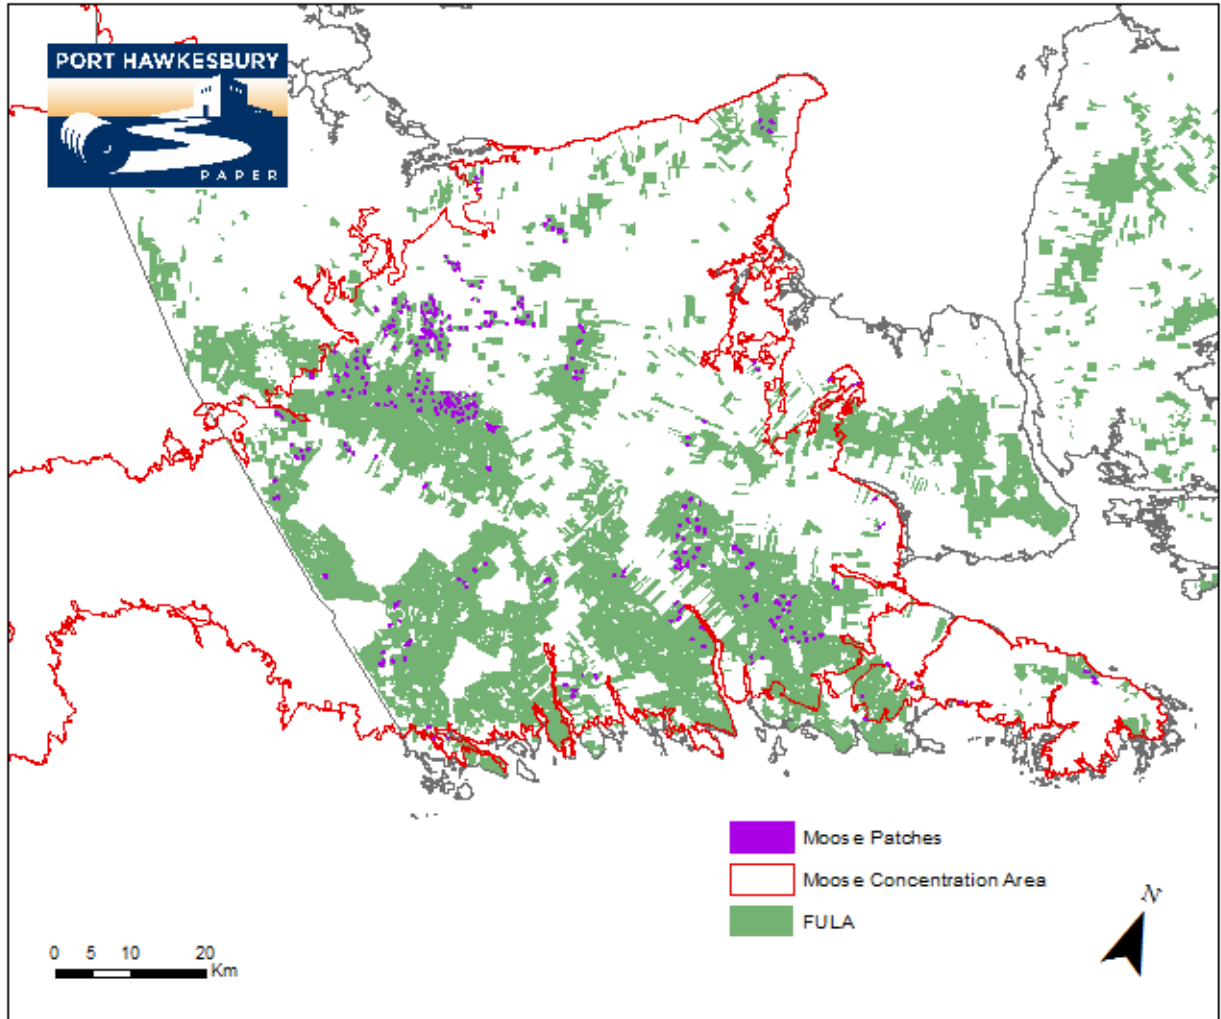 PORT HAWKESBURY
PAPER
Moose Patches
Moose Concentration Area
FULA
N
0 5 10 20
Km